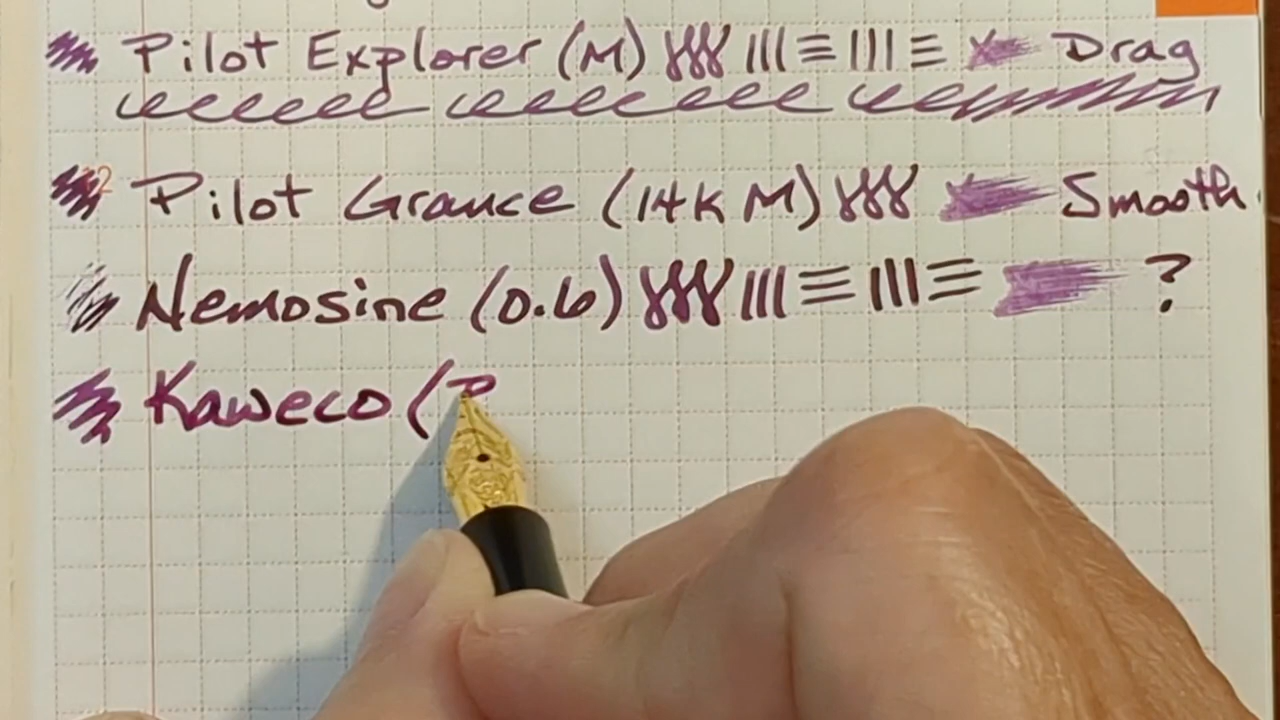 Pilot Explorer (M) Drag
Pilot Grance (14K M) Smooth
Nemosine (0.6) ?
Kaweco (